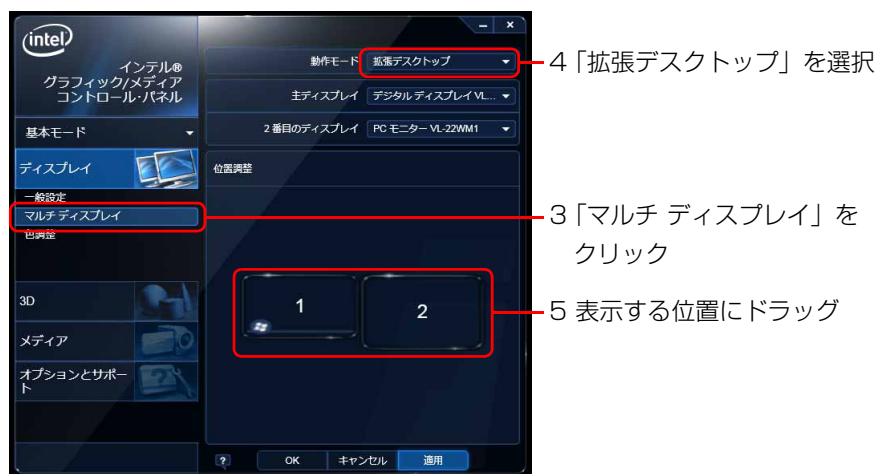 intel
インテル®
グラフィック/メディア
コントロール・パネル
基本モード
ディスプレイ
一般設定
マルチ ディスプレイ
色調整
3D
メディア
オプションとサポー
ト
動作モード 拡張デスクトップ
主ディスプレイ デジタル ディスプレイ VL...
2 番目のディスプレイ PC モニター VL-22WM1
位置調整
1
2
? OK キャンセル 適用
4「拡張デスクトップ」を選択
3「マルチ ディスプレイ」を
クリック
5 表示する位置にドラッグ